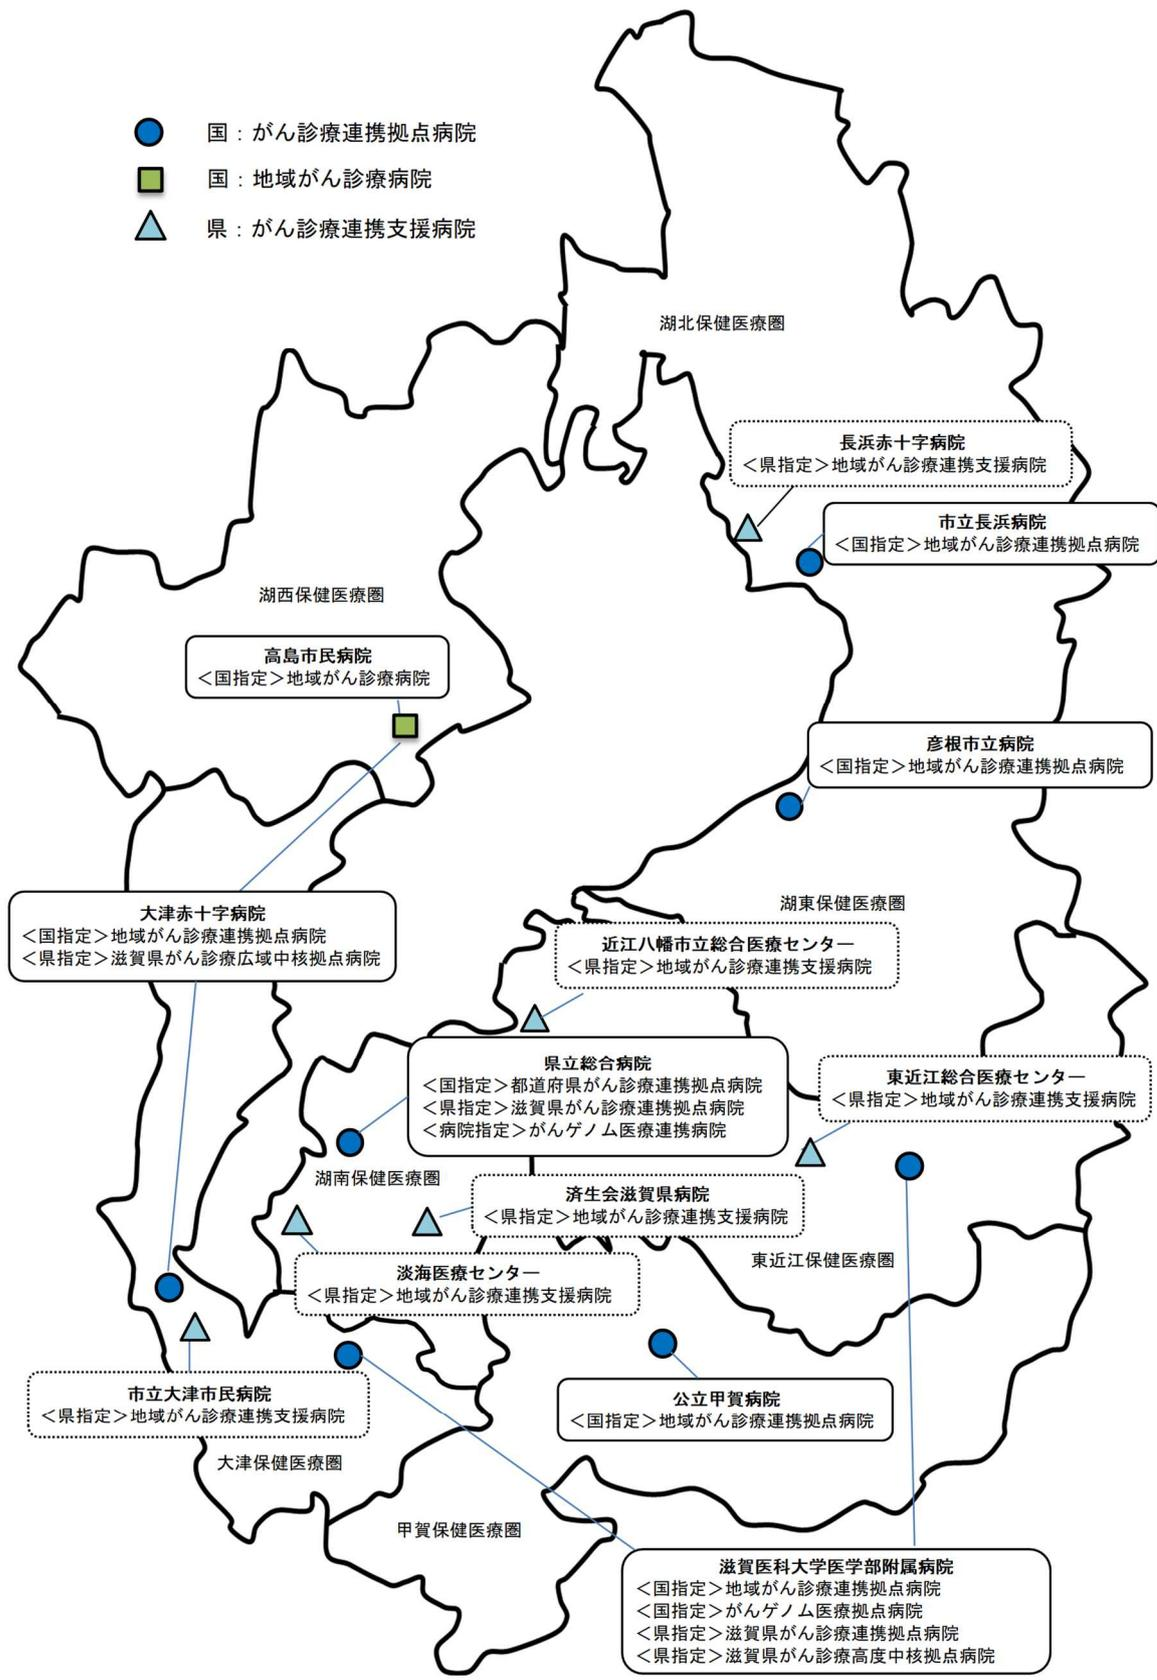 国：がん診療連携拠点病院
国：地域がん診療病院
県：がん診療連携支援病院
湖北保健医療圏
長浜赤十字病院
＜県指定＞地域がん診療連携支援病院
市立長浜病院
＜国指定＞地域がん診療連携拠点病院
湖西保健医療圏
高島市民病院
＜国指定＞地域がん診療病院
彦根市立病院
＜国指定＞地域がん診療連携拠点病院
大津赤十字病院
＜国指定＞地域がん診療連携拠点病院
＜県指定＞滋賀県がん診療広域中核拠点病院
湖東保健医療圏
近江八幡市立総合医療センター
＜県指定＞地域がん診療連携支援病院
県立総合病院
＜国指定＞都道府県がん診療連携拠点病院
＜県指定＞滋賀県がん診療連携拠点病院
＜病院指定＞がんゲノム医療連携病院
東近江総合医療センター
＜県指定＞地域がん診療連携支援病院
湖南保健医療圏
済生会滋賀県病院
＜県指定＞地域がん診療連携支援病院
東近江保健医療圏
淡海医療センター
＜県指定＞地域がん診療連携支援病院
市立大津市民病院
＜県指定＞地域がん診療連携支援病院
公立甲賀病院
＜国指定＞地域がん診療連携拠点病院
大津保健医療圏
甲賀保健医療圏
滋賀医科大学医学部附属病院
＜国指定＞地域がん診療連携拠点病院
＜国指定＞がんゲノム医療拠点病院
＜県指定＞滋賀県がん診療連携拠点病院
＜県指定＞滋賀県がん診療高度中核拠点病院